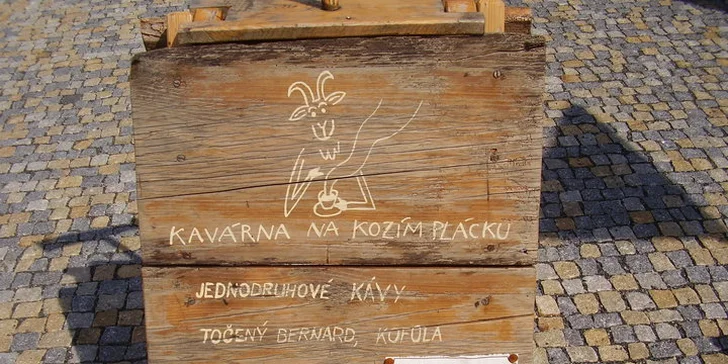 KAVÁRNA NA KOZÍM PLÁCKU
JEDNODRUHOVÉ KÁVY
TOČENÝ BERNARD, KOFOLA